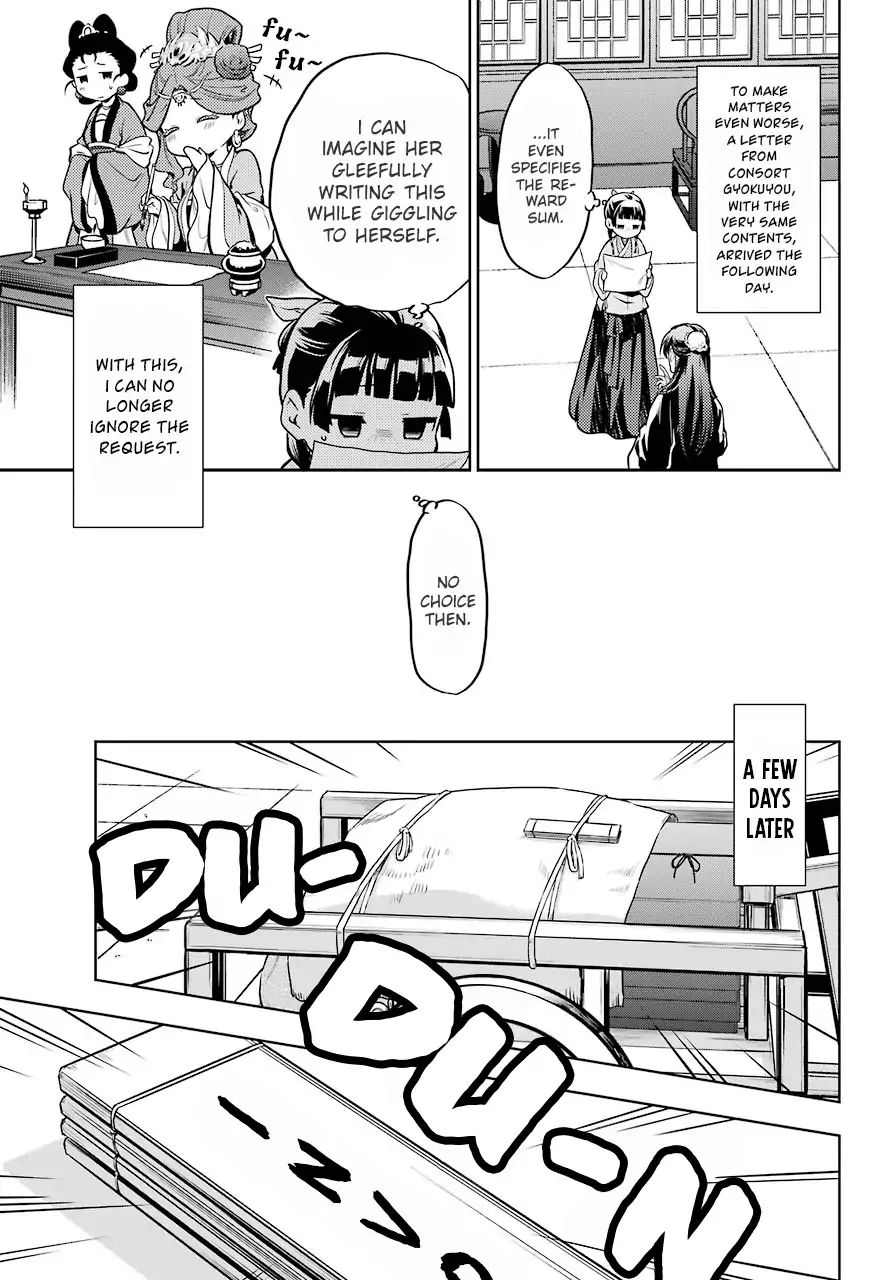 TO MAKE
MATTERS
EVEN WORSE,
A LETTER
FROM
CONSORT
GYOKUYOU,
WITH THE
VERY SAME
CONTENTS,
ARRIVED THE
FOLLOWING
DAY.
...IT
EVEN
SPECIFIES
THE RE-
WARD
SUM.
I CAN
IMAGINE HER
GLEEFULLY
WRITING THIS
WHILE GIGGLING
TO HERSELF.
fu~
fu~
WITH THIS,
I CAN NO
LONGER
IGNORE THE
REQUEST.
NO
CHOICE
THEN.
A FEW
DAYS
LATER
DU-
DU-N
INVO